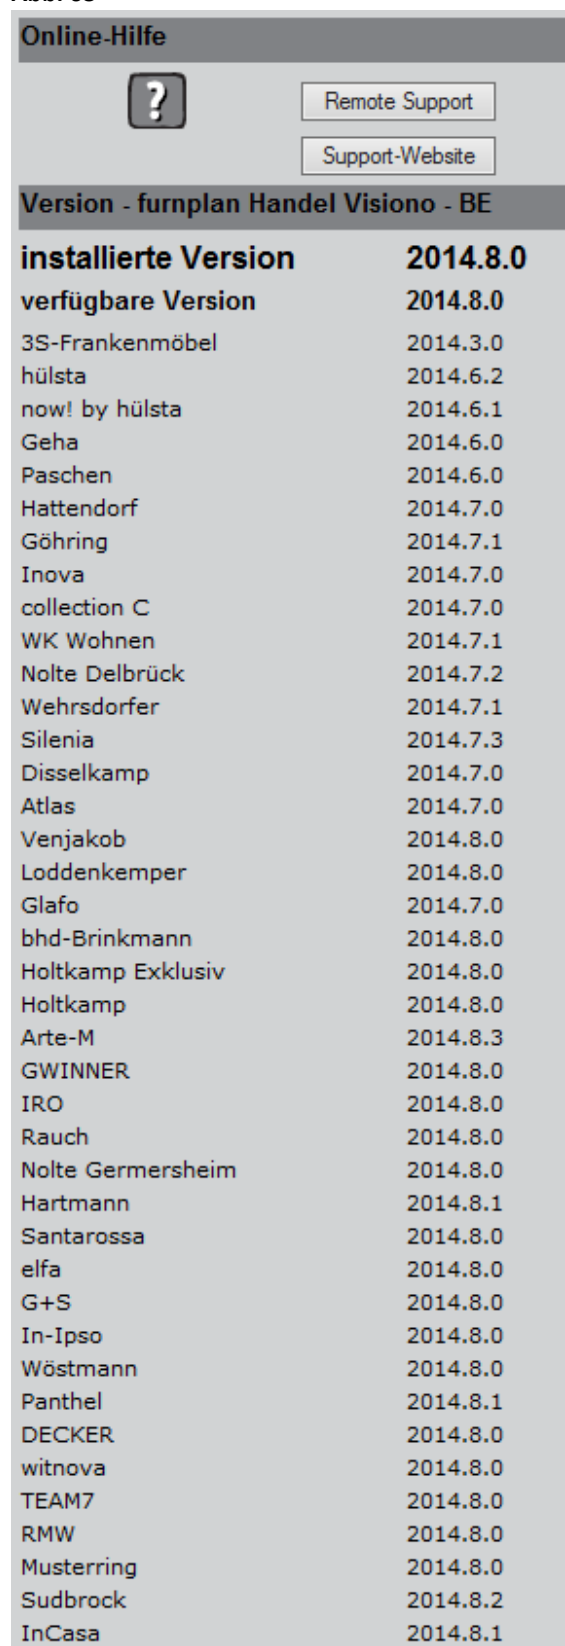 Online-Hilfe
?
Remote Support
Support-Website
Version - furnplan Handel Visiono - BE
installierte Version 2014.8.0
verfügbare Version 2014.8.0
3S-Frankenmöbel 2014.3.0
hülsta 2014.6.2
now! by hülsta 2014.6.1
Geha 2014.6.0
Paschen 2014.6.0
Hattendorf 2014.7.0
Göhring 2014.7.1
Inova 2014.7.0
collection C 2014.7.0
WK Wohnen 2014.7.1
Nolte Delbrück 2014.7.2
Wehrsdorfer 2014.7.1
Silenia 2014.7.3
Disselkamp 2014.7.0
Atlas 2014.7.0
Venjakob 2014.8.0
Loddenkemper 2014.8.0
Glafo 2014.7.0
bhd-Brinkmann 2014.8.0
Holtkamp Exklusiv 2014.8.0
Holtkamp 2014.8.0
Arte-M 2014.8.3
GWINNER 2014.8.0
IRO 2014.8.0
Rauch 2014.8.0
Nolte Germersheim 2014.8.0
Hartmann 2014.8.1
Santarossa 2014.8.0
elfa 2014.8.0
G+S 2014.8.0
In-Ipso 2014.8.0
Wöstmann 2014.8.0
Panthel 2014.8.1
DECKER 2014.8.0
witnova 2014.8.0
TEAM7 2014.8.0
RMW 2014.8.0
Musterring 2014.8.0
Sudbrock 2014.8.2
InCasa 2014.8.1